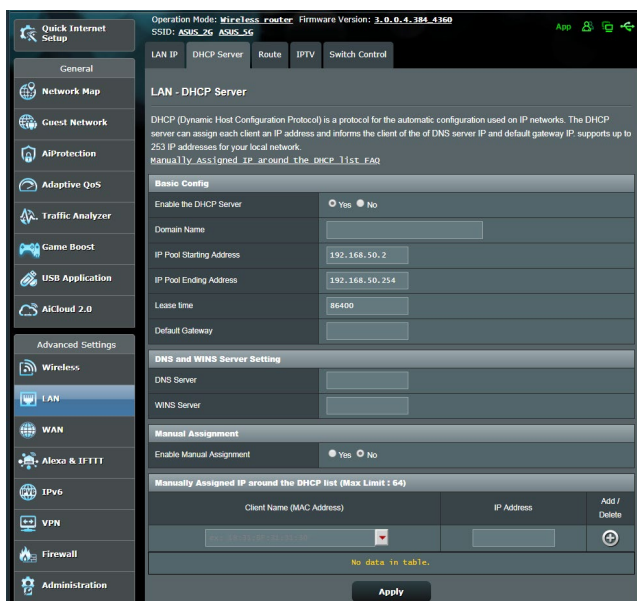 Quick Internet
Setup
General
Network Map
Guest Network
AiProtection
Adaptive QoS
Traffic Analyzer
Game Boost
USB Application
AiCloud 2.0
Advanced Settings
Wireless
LAN
WAN
Alexa & IFTTT
IPv6
VPN
Firewall
Administration
Operation Mode: Wireless router Firmware Version: 3.0.0.4.384_4360
SSID: ASUS_2G ASUS_5G
App
LAN IP DHCP Server Route IPTV Switch Control
LAN - DHCP Server
DHCP (Dynamic Host Configuration Protocol) is a protocol for the automatic configuration used on IP networks. The DHCP
server can assign each client an IP address and informs the client of the of DNS server IP and default gateway IP. supports up to
253 IP addresses for your local network.
Manually Assigned IP around the DHCP list FAQ
Basic Config
Enable the DHCP Server Yes No
Domain Name
IP Pool Starting Address 192.168.50.2
IP Pool Ending Address 192.168.50.254
Lease time 86400
Default Gateway
DNS and WINS Server Setting
DNS Server
WINS Server
Manual Assignment
Enable Manual Assignment Yes No
Manually Assigned IP around the DHCP list (Max Limit : 64)
Client Name (MAC Address) IP Address Add /
Delete
No data in table.
Apply